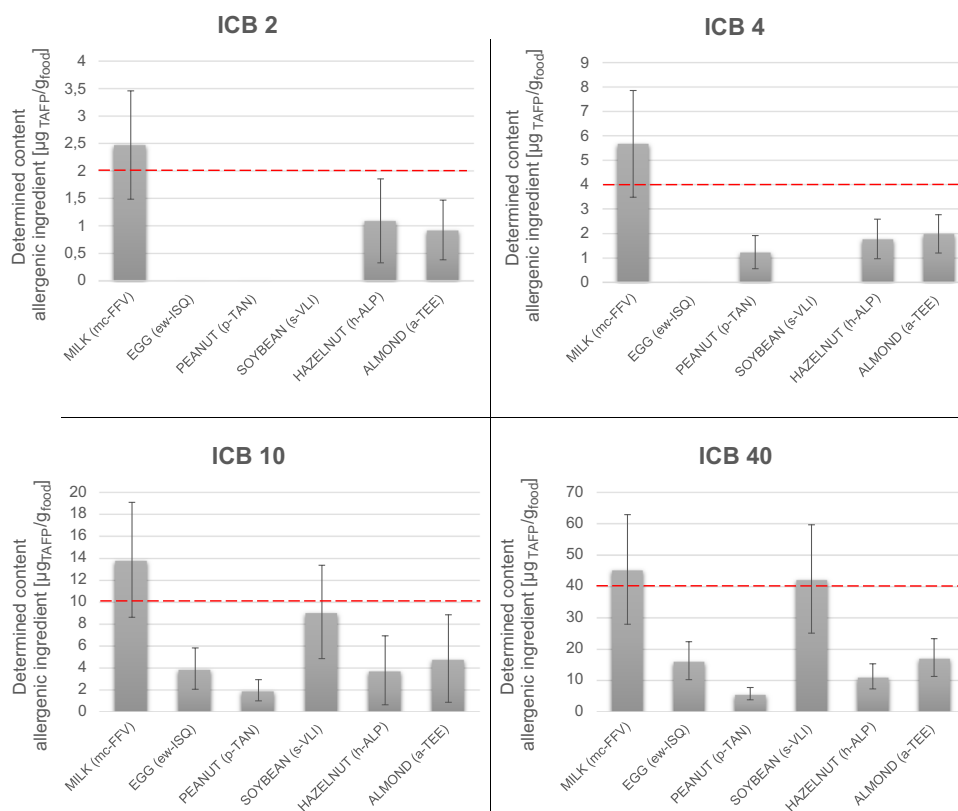 ICB 2
Determined content
allergenic ingredient [µg TAFP/gfood]
4
3,5
3
2,5
2
1,5
1
0,5
0
MILK (mc-FFV)
EGG (ew-ISQ)
PEANUT (p-TAN)
SOYBEAN (s-VLI)
HAZELNUT (h-ALP)
ALMOND (a-TEE)
ICB 4
Determined content
allergenic ingredient [µg TAFP/gfood]
9
8
7
6
5
4
3
2
1
0
MILK (mc-FFV)
EGG (ew-ISQ)
PEANUT (p-TAN)
SOYBEAN (s-VLI)
HAZELNUT (h-ALP)
ALMOND (a-TEE)
ICB 10
Determined content
allergenic ingredient [µgTAFP/gfood]
20
18
16
14
12
10
8
6
4
2
0
MILK (mc-FFV)
EGG (ew-ISQ)
PEANUT (p-TAN)
SOYBEAN (s-VLI)
HAZELNUT (h-ALP)
ALMOND (a-TEE)
ICB 40
Determined content
allergenic ingredient [µgTAFP/gfood]
70
60
50
40
30
20
10
0
MILK (mc-FFV)
EGG (ew-ISQ)
PEANUT (p-TAN)
SOYBEAN (s-VLI)
HAZELNUT (h-ALP)
ALMOND (a-TEE)